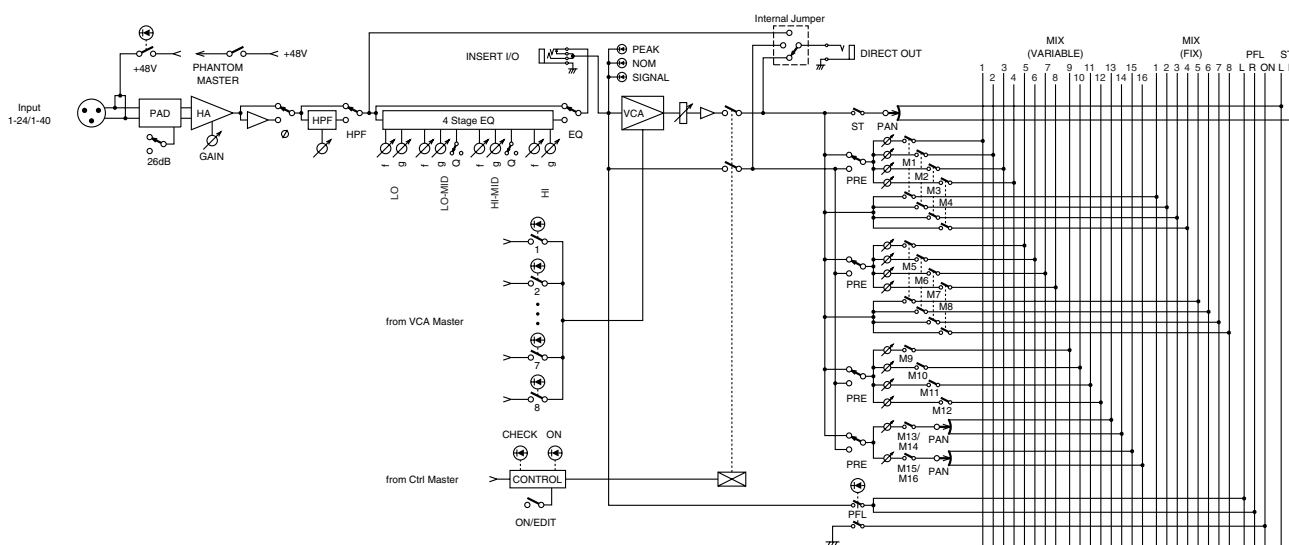 Internal Jumper
INSERT I/O
PEAK
NOM
SIGNAL
DIRECT OUT
MIX
(VARIABLE)
MIX
(FIX)
PFL
ST
1 2 3 4 5 6 7 8 9 10 11 12 13 14 15 16
1 2 3 4 5 6 7 8
L R ON L
+48V
PHANTOM
MASTER
+48V
Input
1-24/1-40
PAD
HA
26dB
GAIN
Ø
HPF
HPF
4 Stage EQ
EQ
VCA
ST PAN
f g f g Q f g Q f g
LO
LO-MID
HI-MID
HI
PRE
M1
M2
M3
M4
PRE
M5
M6
M7
M8
PRE
M9
M10
M11
M12
PRE
M13/
M14
PAN
M15/
M16
PAN
1
2
from VCA Master
7
8
CHECK ON
from Ctrl Master
CONTROL
ON/EDIT
PFL